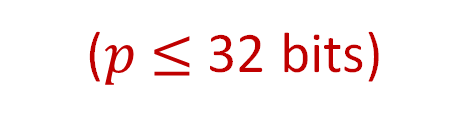 (p ≤ 32 bits)